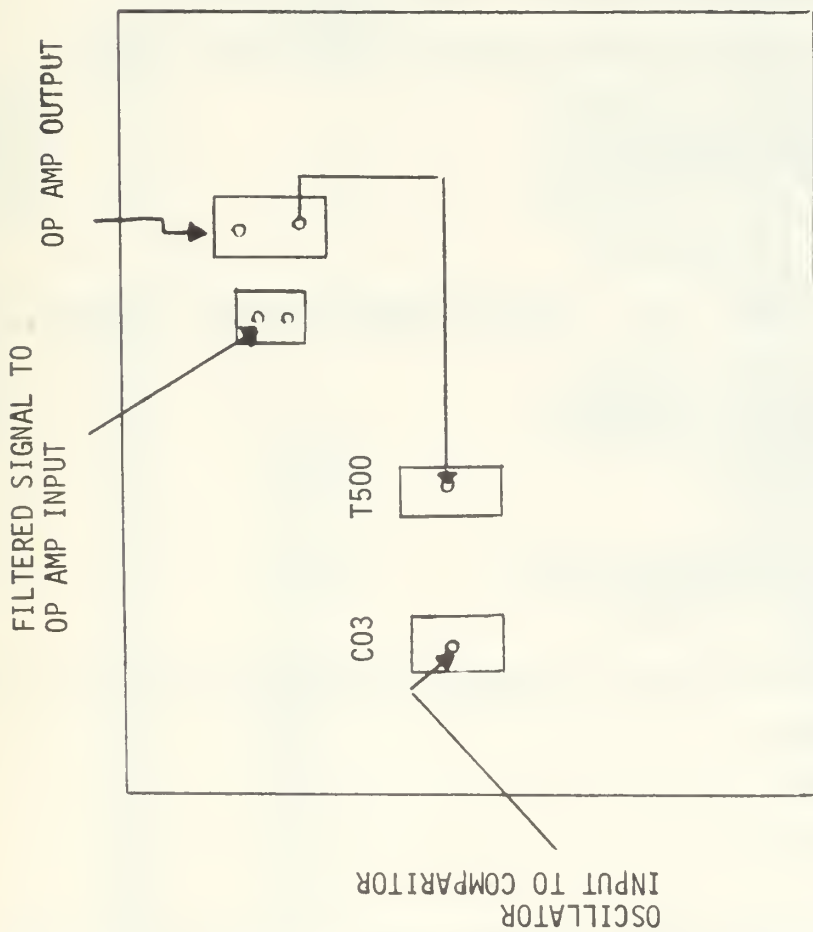 OP AMP OUTPUT
FILTERED SIGNAL TO
OP AMP INPUT
T500
C03
OSCILLATOR
INPUT TO COMPARITOR